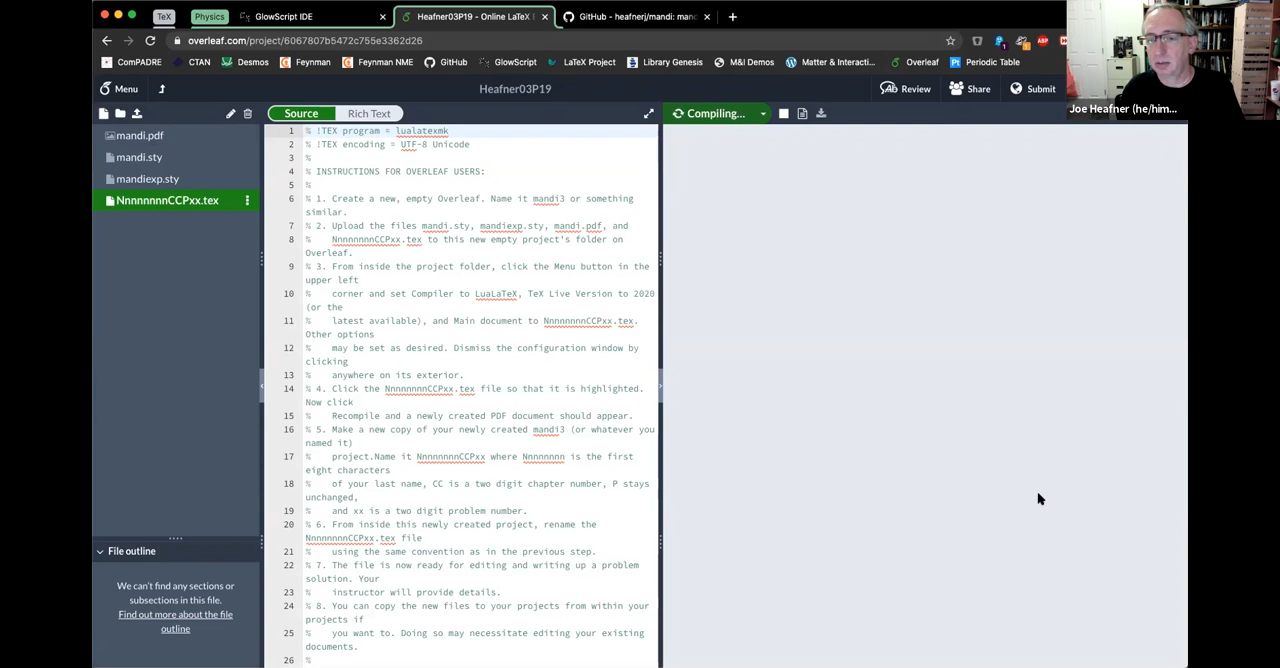 TeX
Physics
GlowScript IDE
Heafner03P19 - Online LaTeX E
GitHub - hefnerj/mandi: mand
overleaf.com/project/6067807b5472c755e3362d26
ABP
ComPADRE
CTAN
Desmos
Feynman
Feynman NME
GitHub
GlowScript
LaTeX Project
Library Genesis
M&I Demos
Matter & Interacti...
Overleaf
Periodic Table
Joe Heafner (he/him...
Menu
Heafner03P19
Review
Share
Submit
Source
Rich Text
Compiling...
mandi.pdf
mandi.sty
mandiexp.sty
NnnnnnnnCCPxx.tex
1 % !TEX program = lualatexmk
2 % !TEX encoding = UTF-8 Unicode
3 %
4 % INSTRUCTIONS FOR OVERLEAF USERS:
5 %
6 % 1. Create a new, empty Overleaf. Name it mandi3 or something
similar.
7 % 2. Upload the files mandi.sty, mandiexp.sty, mandi.pdf, and
8 % NnnnnnnnCCPxx.tex to this new empty project's folder on
Overleaf.
9 % 3. From inside the project folder, click the Menu button in the
upper left
10 % corner and set Compiler to LuaLaTeX, TeX Live Version to 2020
(or the
11 % latest available), and Main document to NnnnnnnnCCPxx.tex.
Other options
12 % may be set as desired. Dismiss the configuration window by
clicking
13 % anywhere on its exterior.
14 % 4. Click the NnnnnnnnCCPxx.tex file so that it is highlighted.
Now click
15 % Recompile and a newly created PDF document should appear.
16 % 5. Make a new copy of your newly created mandi3 (or whatever you
named it)
17 % project.Name it NnnnnnnnCCPxx where Nnnnnnnn is the first
eight characters
18 % of your last name, CC is a two digit chapter number, P stays
unchanged,
19 % and xx is a two digit problem number.
20 % 6. From inside this newly created project, rename the
NnnnnnnnCCPxx.tex file
21 % using the same convention as in the previous step.
22 % 7. The file is now ready for editing and writing up a problem
solution. Your
23 % instructor will provide details.
24 % 8. You can copy the new files to your projects from within your
projects if
25 % you want to. Doing so may necessitate editing your existing
documents.
26 %
File outline
We can't find any sections or
subsections in this file.
Find out more about the file
outline